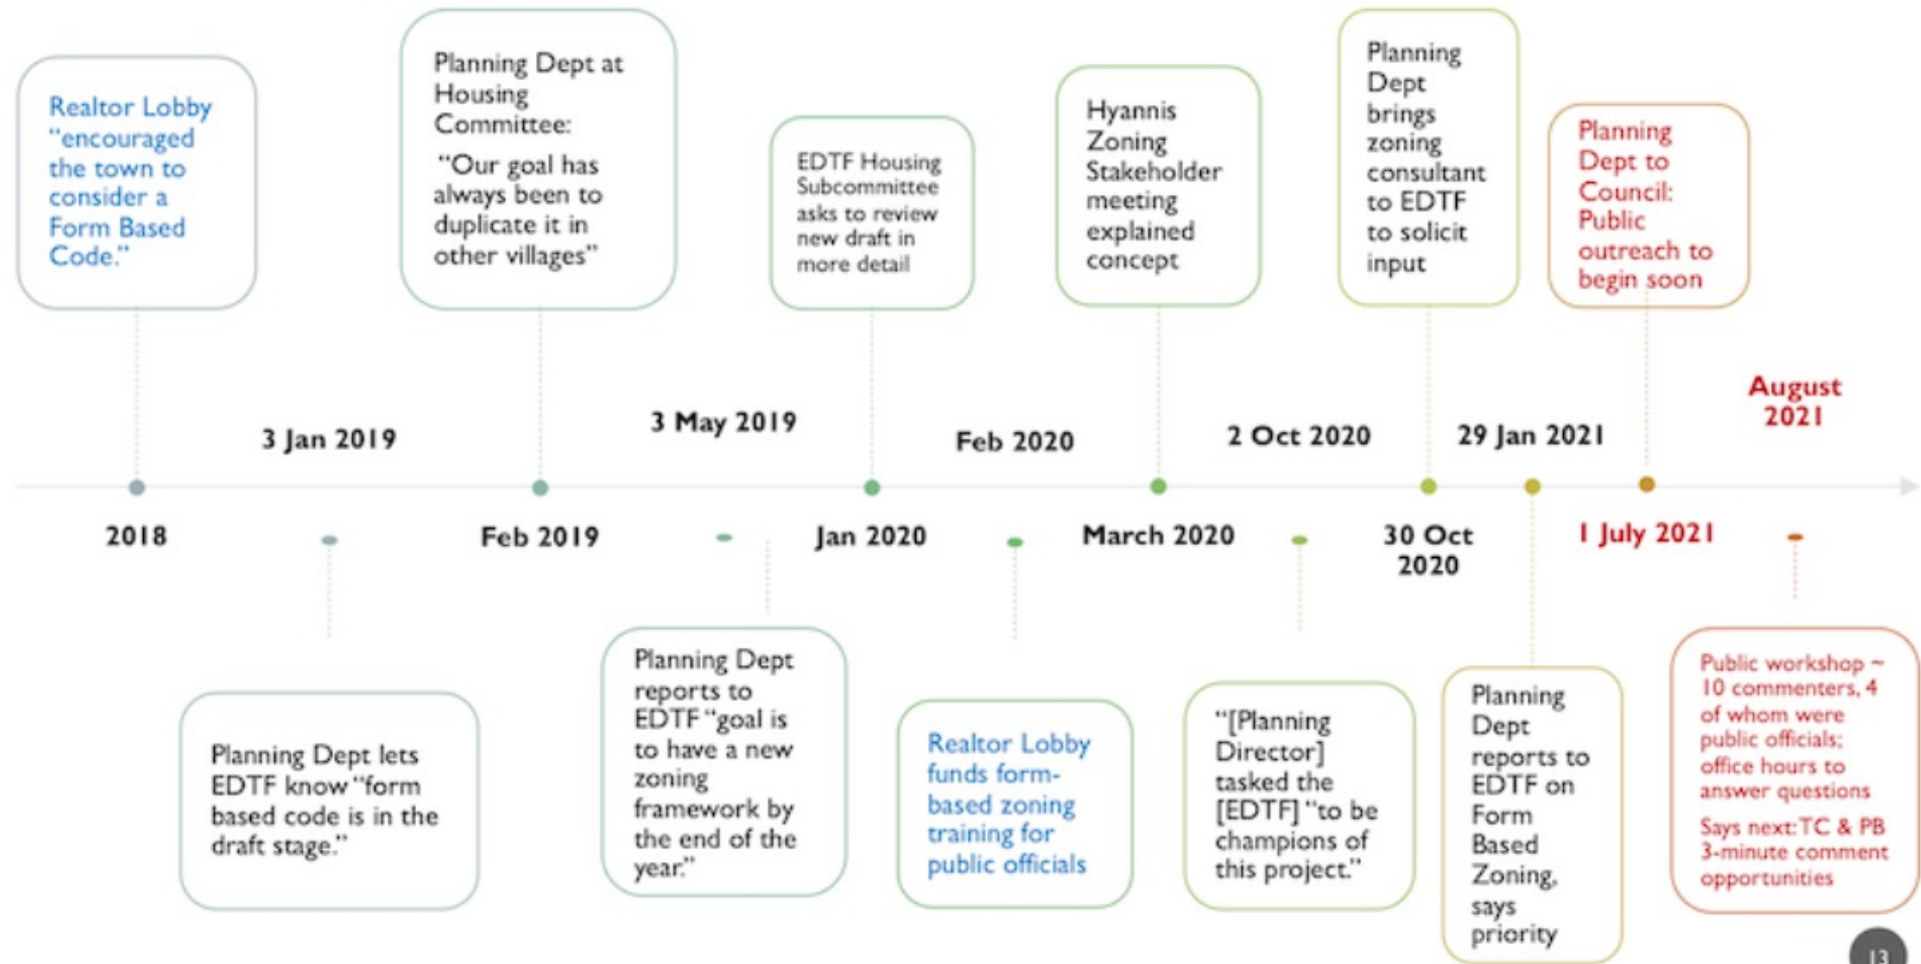 Realtor Lobby
“encouraged
the town to
consider a
Form Based
Code.”
Planning Dept at
Housing
Committee:
“Our goal has
always been to
duplicate it in
other villages”
EDTF Housing
Subcommittee
asks to review
new draft in
more detail
Hyannis
Zoning
Stakeholder
meeting
explained
concept
Planning
Dept
brings
zoning
consultant
to EDTF
to solicit
input
Planning
Dept to
Council:
Public
outreach to
begin soon
3 Jan 2019
3 May 2019
Feb 2020
2 Oct 2020
29 Jan 2021
August
2021
2018
Feb 2019
Jan 2020
March 2020
30 Oct
2020
1 July 2021
Planning Dept lets
EDTF know “form
based code is in the
draft stage.”
Planning Dept
reports to
EDTF “goal is
to have a new
zoning
framework by
the end of the
year.”
Realtor Lobby
funds form-
based zoning
training for
public officials
“[Planning
Director]
tasked the
[EDTF] “to be
champions of
this project.”
Planning
Dept
reports to
EDTF on
Form
Based
Zoning,
says
priority
Public workshop ~
10 commenters, 4
of whom were
public officials;
office hours to
answer questions
Says next: TC & PB
3-minute comment
opportunities
13